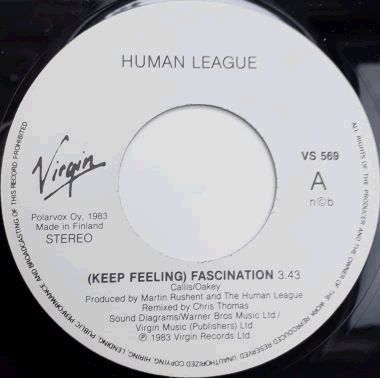 HUMAN LEAGUE
Virgin
VS 569
A
n©b
Polarvox Oy, 1983
Made in Finland
STEREO
(KEEP FEELING) FASCINATION 3.43
Callis/Oakey
Produced by Martin Rushent and The Human League
Remixed by Chris Thomas
Sound Diagrams/Warner Bros Music Ltd./
Virgin Music (Publishers) Ltd.
℗ 1983 Virgin Records Ltd
ALL RIGHTS OF THE PRODUCER AND THE OWNER OF THE WORK REPRODUCED RESERVED. UNAUTHORIZED COPYING, HIRING, LENDING, PUBLIC PERFORMANCE AND BROADCASTING OF THIS RECORD PROHIBITED.